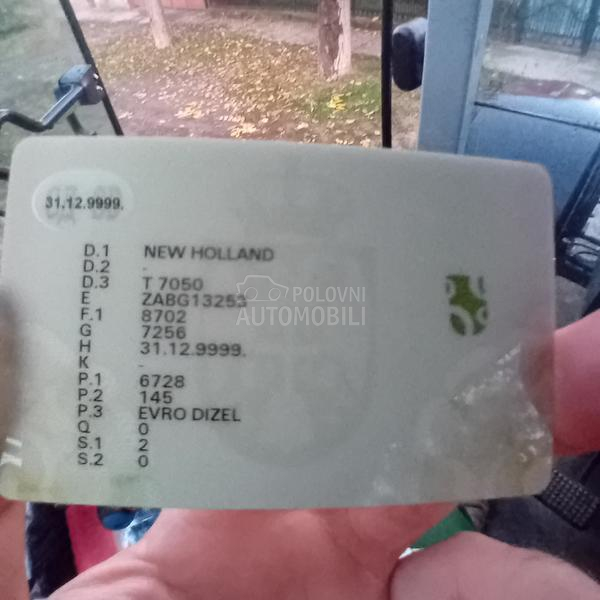 31.12.9999.
D.1 NEW HOLLAND
D.2 -
D.3 T 7050
E ZABG13253
F.1 8702
G 7256
H 31.12.9999.
K -
P.1 6728
P.2 145
P.3 EVRO DIZEL
Q 0
S.1 2
S.2 0
POLOVNI
AUTOMOBILI